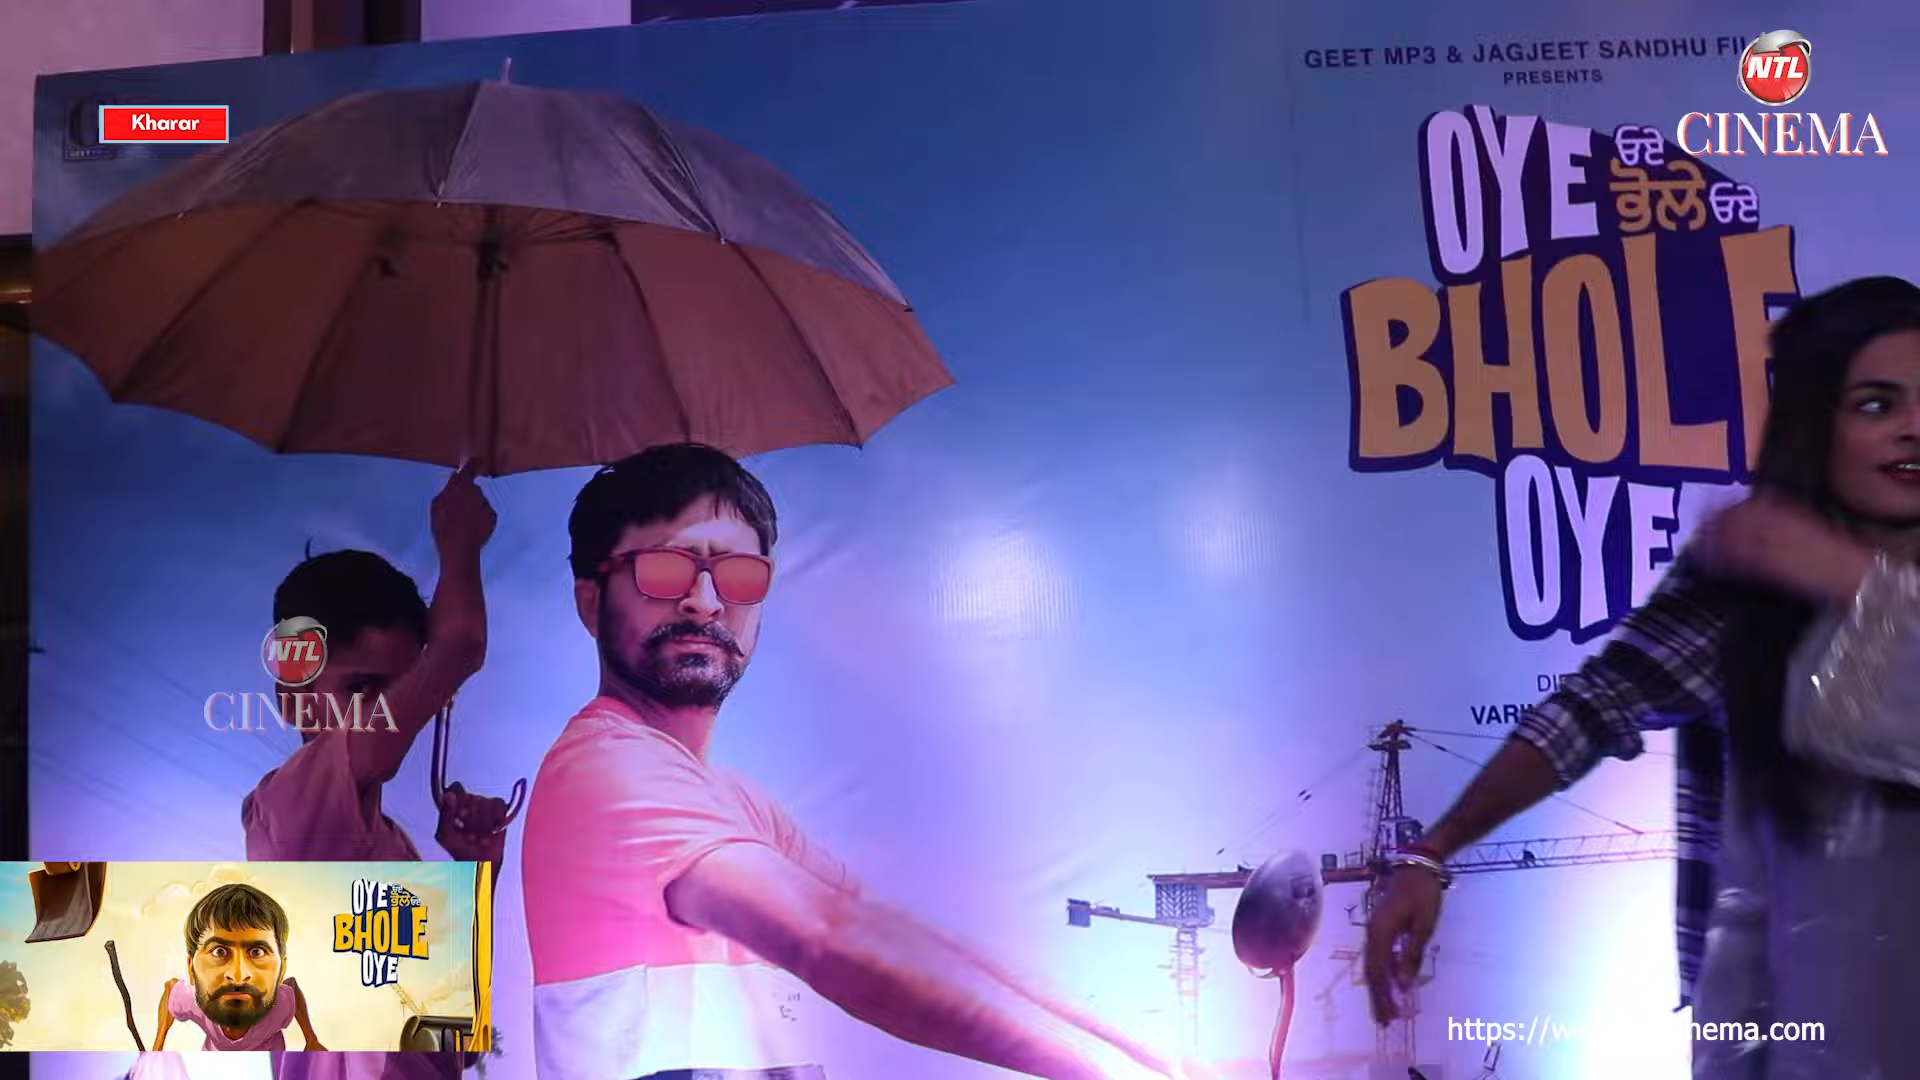 Kharar
GEET MP3 & JAGJEET SANDHU
PRESENTS
NTL
CINEMA
OYE
ਓਏ
ਭੋਲੇ ਓਏ
BHOLE
OYE
NTL
CINEMA
OYE
ਓਏ
ਭੋਲੇ ਓਏ
BHOLE
OYE